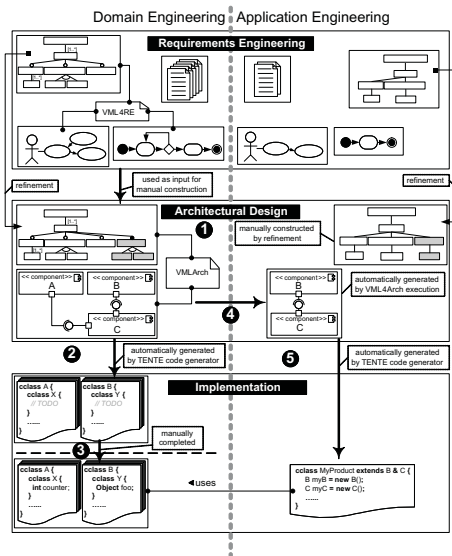 Domain Engineering Application Engineering
Requirements Engineering
VML4RE
used as input for
manual construction
refinement
refinement
Architectural Design
1
manually constructed
by refinement
VMLArch
<< component>>
A
<< component>>
B
<< component>>
C
4
<< component>>
B
<< component>>
C
automatically generated
by VML4Arch execution
2
automatically generated
by TENTE code generator
5
automatically generated
by TENTE code generator
Implementation
cclass A {
cclass X {
// TODO
}
......
}
cclass B {
cclass Y {
// TODO
}
......
}
manually
completed
3
cclass A {
cclass X {
int counter;
}
......
}
cclass B {
cclass Y {
Object foo;
}
......
}
uses
cclass MyProduct extends B & C {
B myB = new B();
C myC = new C();
......
}